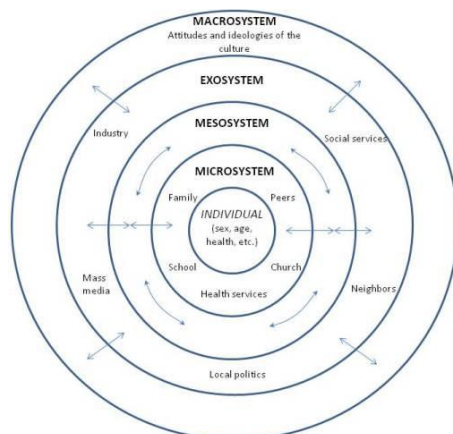 MACROSYSTEM
Attitudes and ideologies of the
culture
EXOSYSTEM
MESOSYSTEM
Industry
Social services
MICROSYSTEM
Family
Peers
INDIVIDUAL
(sex, age,
health, etc.)
School
Church
Mass
media
Health services
Neighbors
Local politics